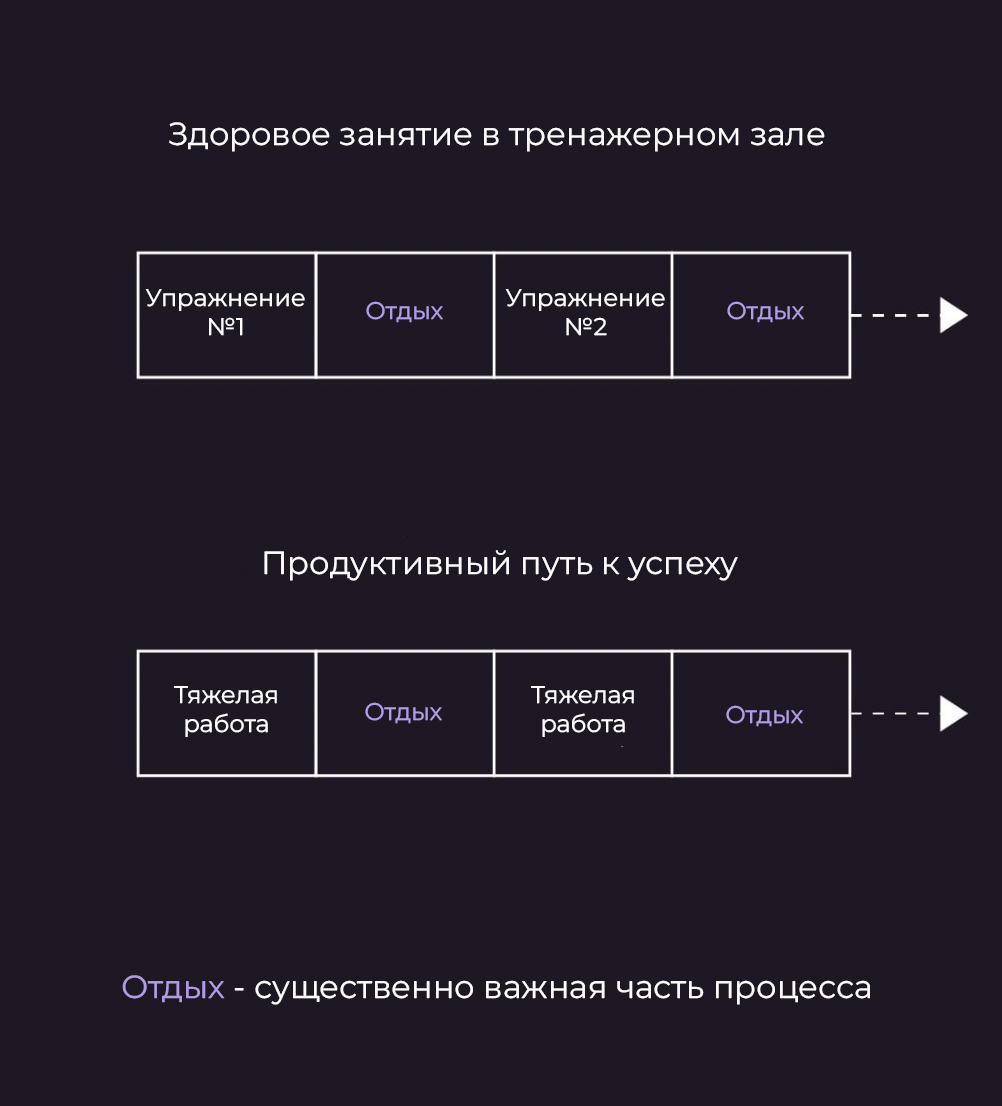 Здоровое занятие в тренажерном зале
Упражнение
№1
Отдых
Упражнение
№2
Отдых
Продуктивный путь к успеху
Тяжелая
работа
Отдых
Тяжелая
работа
Отдых
Отдых - существенно важная часть процесса